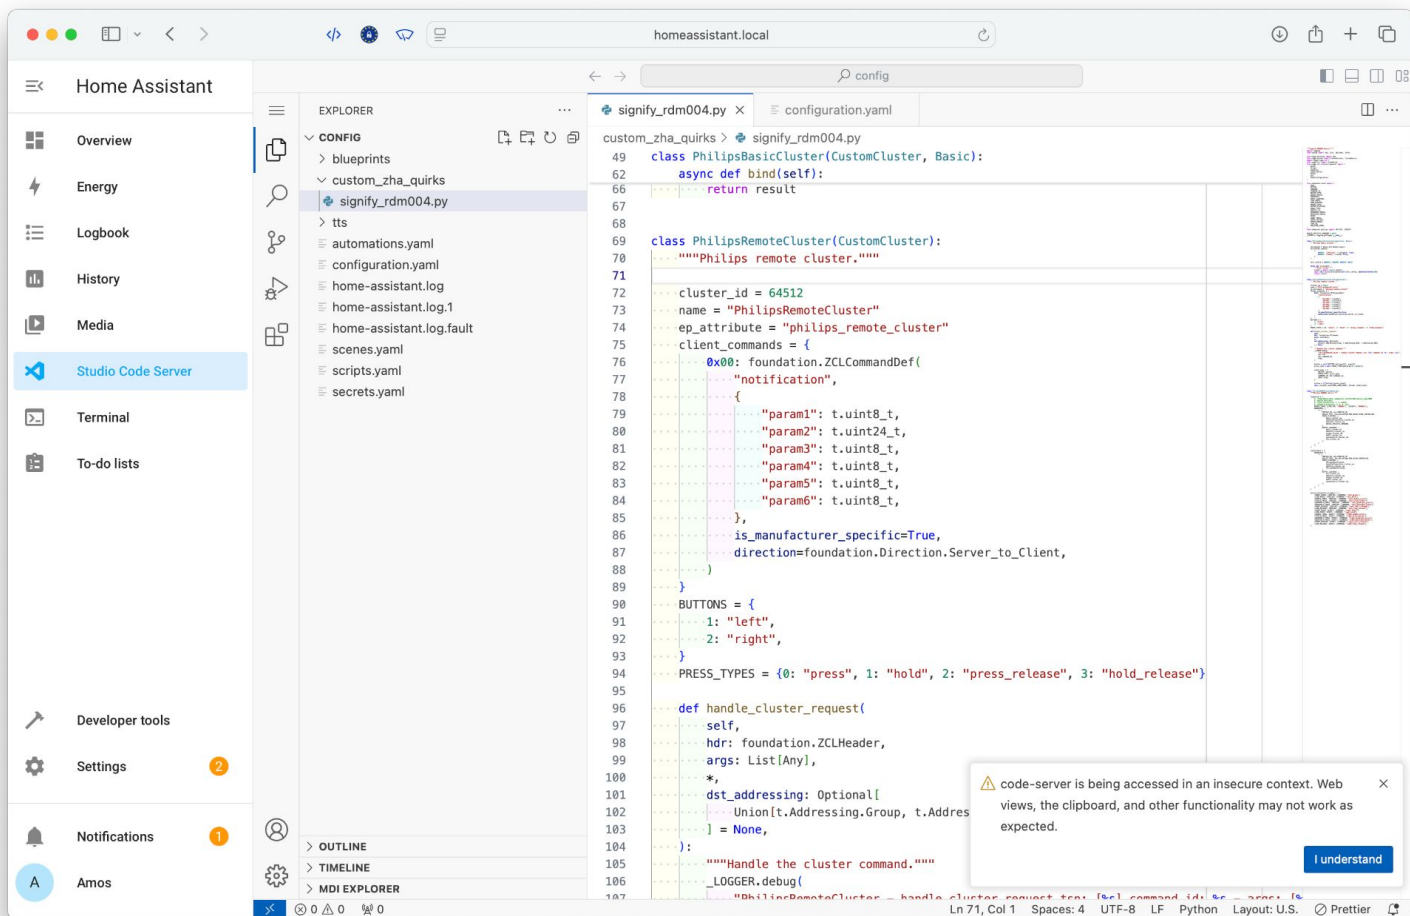 homeassistant.local
Home Assistant
config
Overview
Energy
Logbook
History
Media
Studio Code Server
Terminal
To-do lists
Developer tools
Settings
2
Notifications
1
A
Amos
EXPLORER
CONFIG
blueprints
custom_zha_quirks
signify_rdm004.py
tts
automations.yaml
configuration.yaml
home-assistant.log
home-assistant.log.1
home-assistant.log.fault
scenes.yaml
scripts.yaml
secrets.yaml
OUTLINE
TIMELINE
MDI EXPLORER
signify_rdm004.py
configuration.yaml
custom_zha_quirks > signify_rdm004.py
49 class PhilipsBasicCluster(CustomCluster, Basic):
62 async def bind(self):
66 return result
67
68
69 class PhilipsRemoteCluster(CustomCluster):
70 """Philips remote cluster."""
71
72 cluster_id = 64512
73 name = "PhilipsRemoteCluster"
74 ep_attribute = "philips_remote_cluster"
75 client_commands = {
76 0x00: foundation.ZCLCommandDef(
77 "notification",
78 {
79 "param1": t.uint8_t,
80 "param2": t.uint24_t,
81 "param3": t.uint8_t,
82 "param4": t.uint8_t,
83 "param5": t.uint8_t,
84 "param6": t.uint8_t,
85 },
86 is_manufacturer_specific=True,
87 direction=foundation.Direction.Server_to_Client,
88 )
89 }
90 BUTTONS = {
91 1: "left",
92 2: "right",
93 }
94 PRESS_TYPES = {0: "press", 1: "hold", 2: "press_release", 3: "hold_release"}
95
96 def handle_cluster_request(
97 self,
98 hdr: foundation.ZCLHeader,
99 args: List[Any],
100 *,
101 dst_addressing: Optional[
102 Union[t.Addressing.Group, t.Addres
103 ] = None,
104 ):
105 """Handle the cluster command."""
106 _LOGGER.debug(
107 "PhilipsRemoteCluster - handle_cluster_request tsn: [%s] command id: %s - args: [%
code-server is being accessed in an insecure context. Web
views, the clipboard, and other functionality may not work as
expected.
I understand
0 0 0
Ln 71, Col 1 Spaces: 4 UTF-8 LF Python Layout: U.S. Prettier